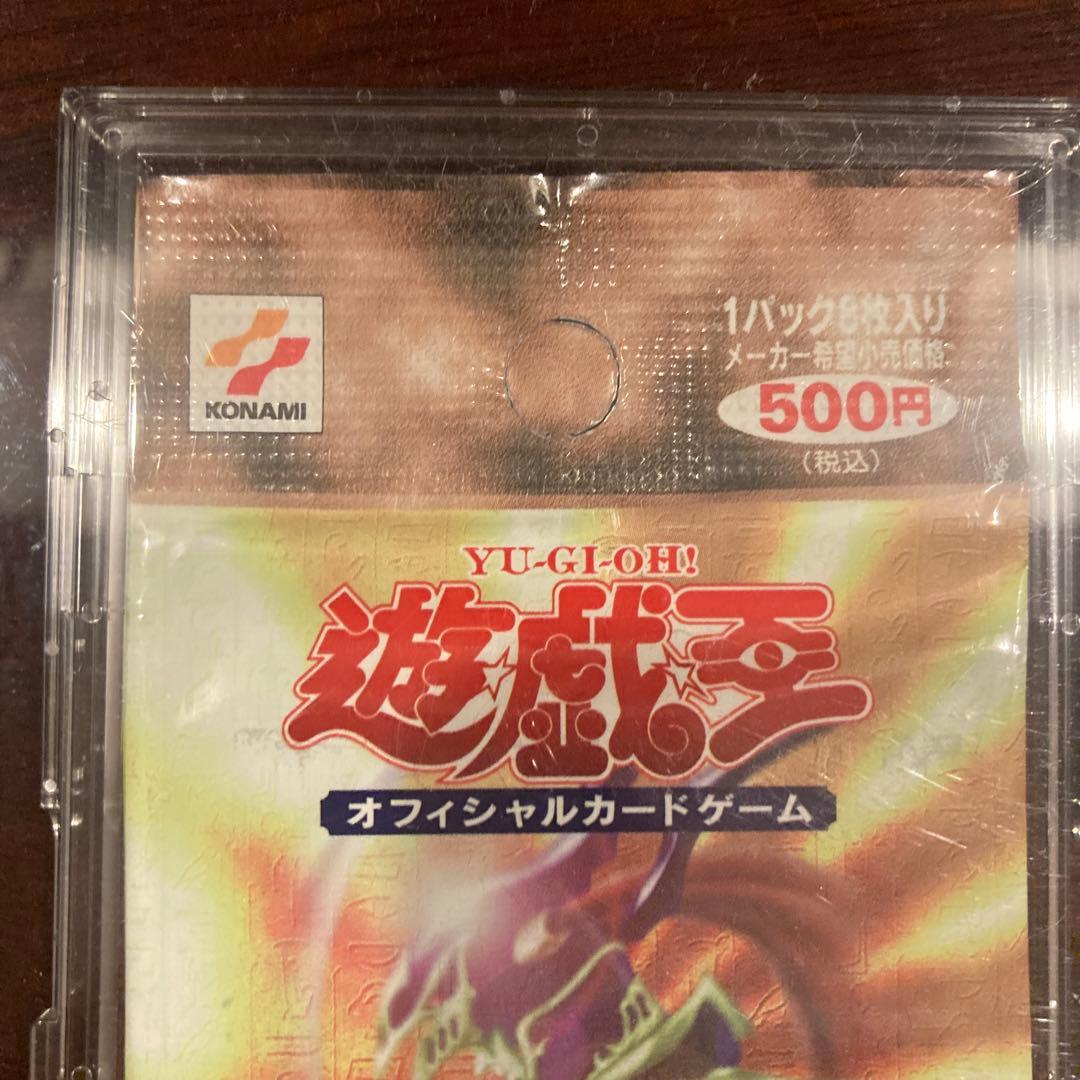 KONAMI
1パック8枚入り
メーカー希望小売価格
500円
(税込)
YU-GI-OH!
遊戯王
オフィシャルカードゲーム